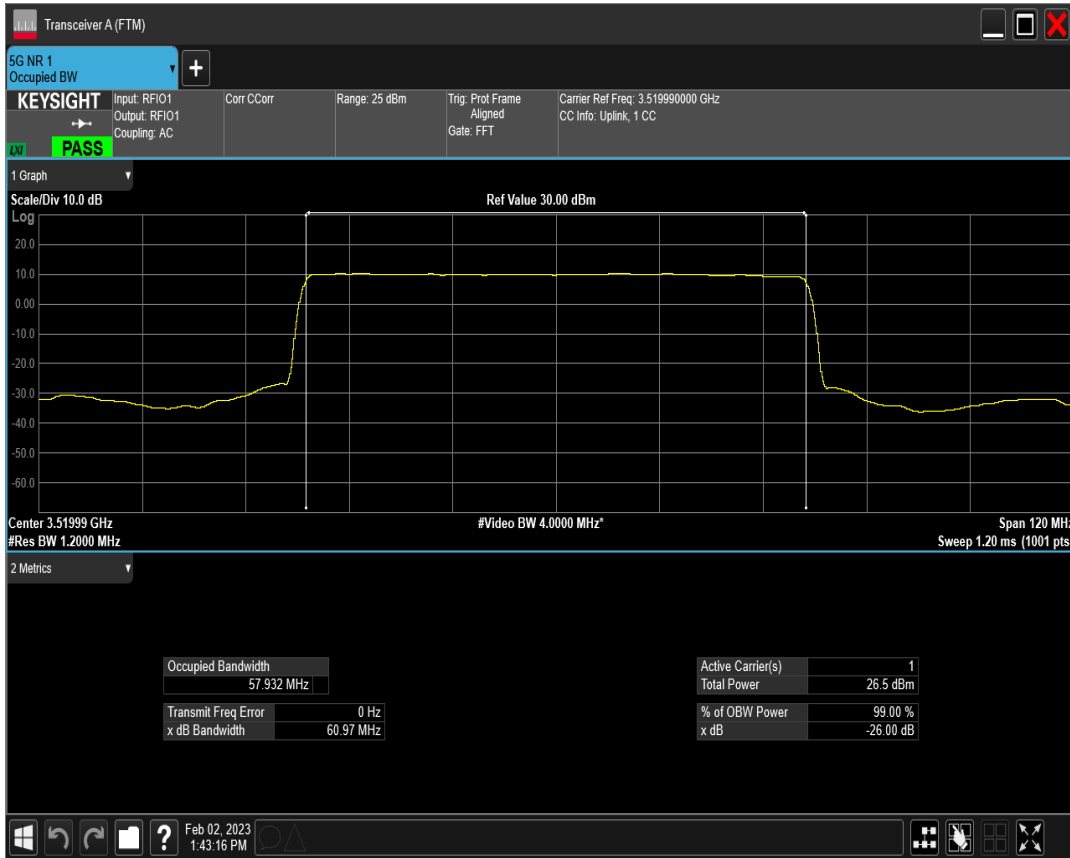 Transceiver A (FTM)
5G NR 1
Occupied BW
KEYSIGHT
Input: RFIO1
Output: RFIO1
Coupling: AC
Corr CCorr
Range: 25 dBm
Trig: Prot Frame
Aligned
Gate: FFT
Carrier Ref Freq: 3.519990000 GHz
CC Info: Uplink, 1 CC
LXI
PASS
1 Graph
Scale/Div 10.0 dB
Ref Value 30.00 dBm
Log
20.0
10.0
0.00
-10.0
-20.0
-30.0
-40.0
-50.0
-60.0
Center 3.51999 GHz
#Video BW 4.0000 MHz*
Span 120 MHz
#Res BW 1.2000 MHz
Sweep 1.20 ms (1001 pts
2 Metrics
Occupied Bandwidth
57.932 MHz
Transmit Freq Error 0 Hz
x dB Bandwidth 60.97 MHz
Active Carrier(s) 1
Total Power 26.5 dBm
% of OBW Power 99.00 %
x dB -26.00 dB
?
Feb 02, 2023
1:43:16 PM